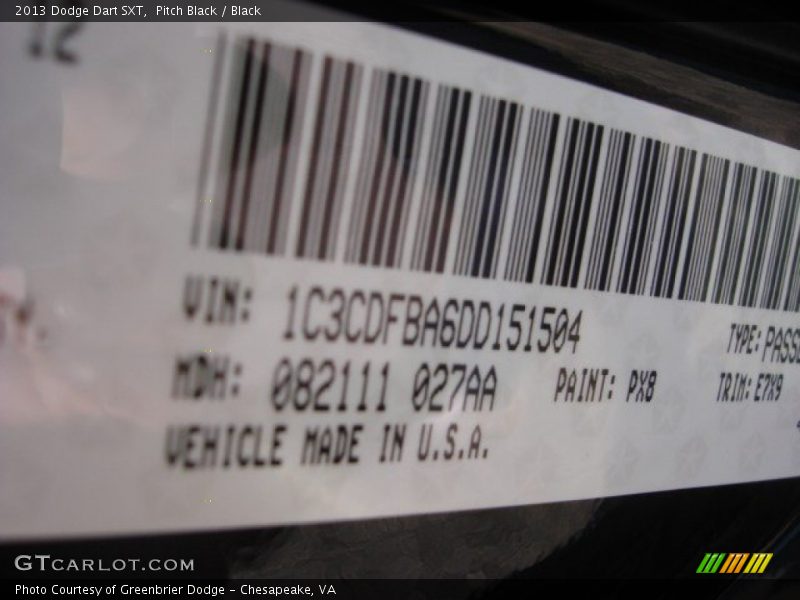 2013 Dodge Dart SXT,  Pitch Black / Black
12
VIN: 1C3CDFBA6DD151504
TYPE: PASSE
MDH: 082111 027AA
PAINT: PX8
TRIM: E7X9
VEHICLE MADE IN U.S.A.
GTCARLOT.COM
Photo Courtesy of Greenbrier Dodge - Chesapeake, VA